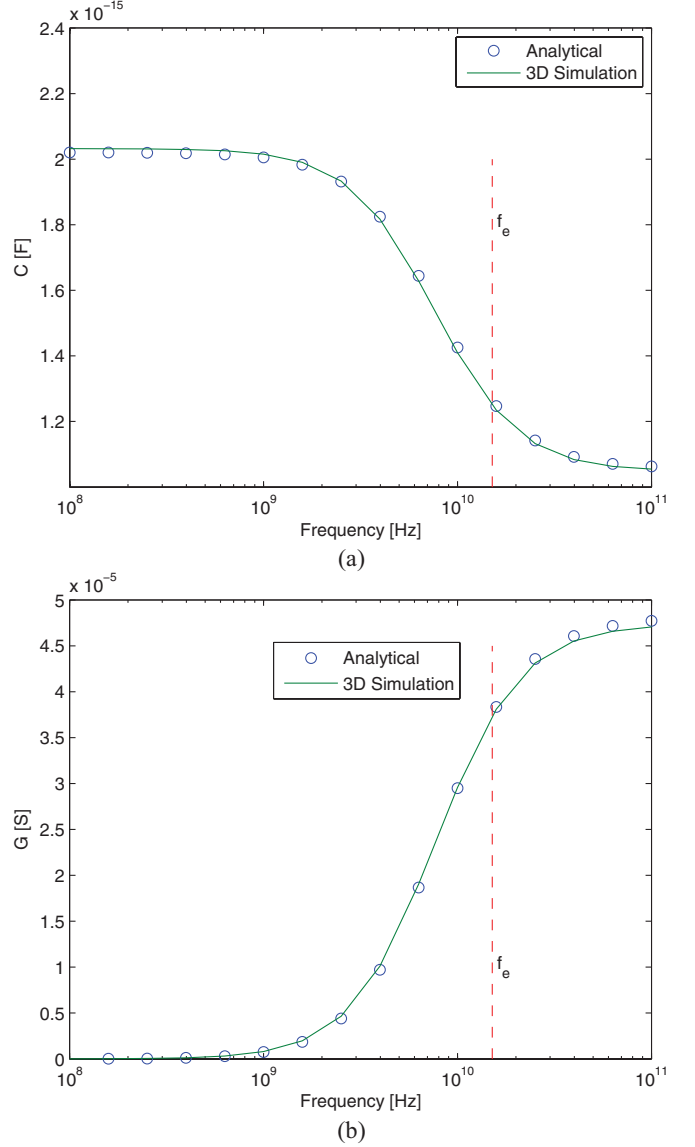 x 10^-15
2.4
Analytical
3D Simulation
2.2
2
f_e
1.8
C [F]
1.6
1.4
1.2
10^8 10^9 10^10 10^11
Frequency [Hz]
(a)
x 10^-5
5
4.5
Analytical
4
3D Simulation
3.5
3
G [S]
2.5
2
1.5
1
f_e
0.5
0
10^8 10^9 10^10 10^11
Frequency [Hz]
(b)